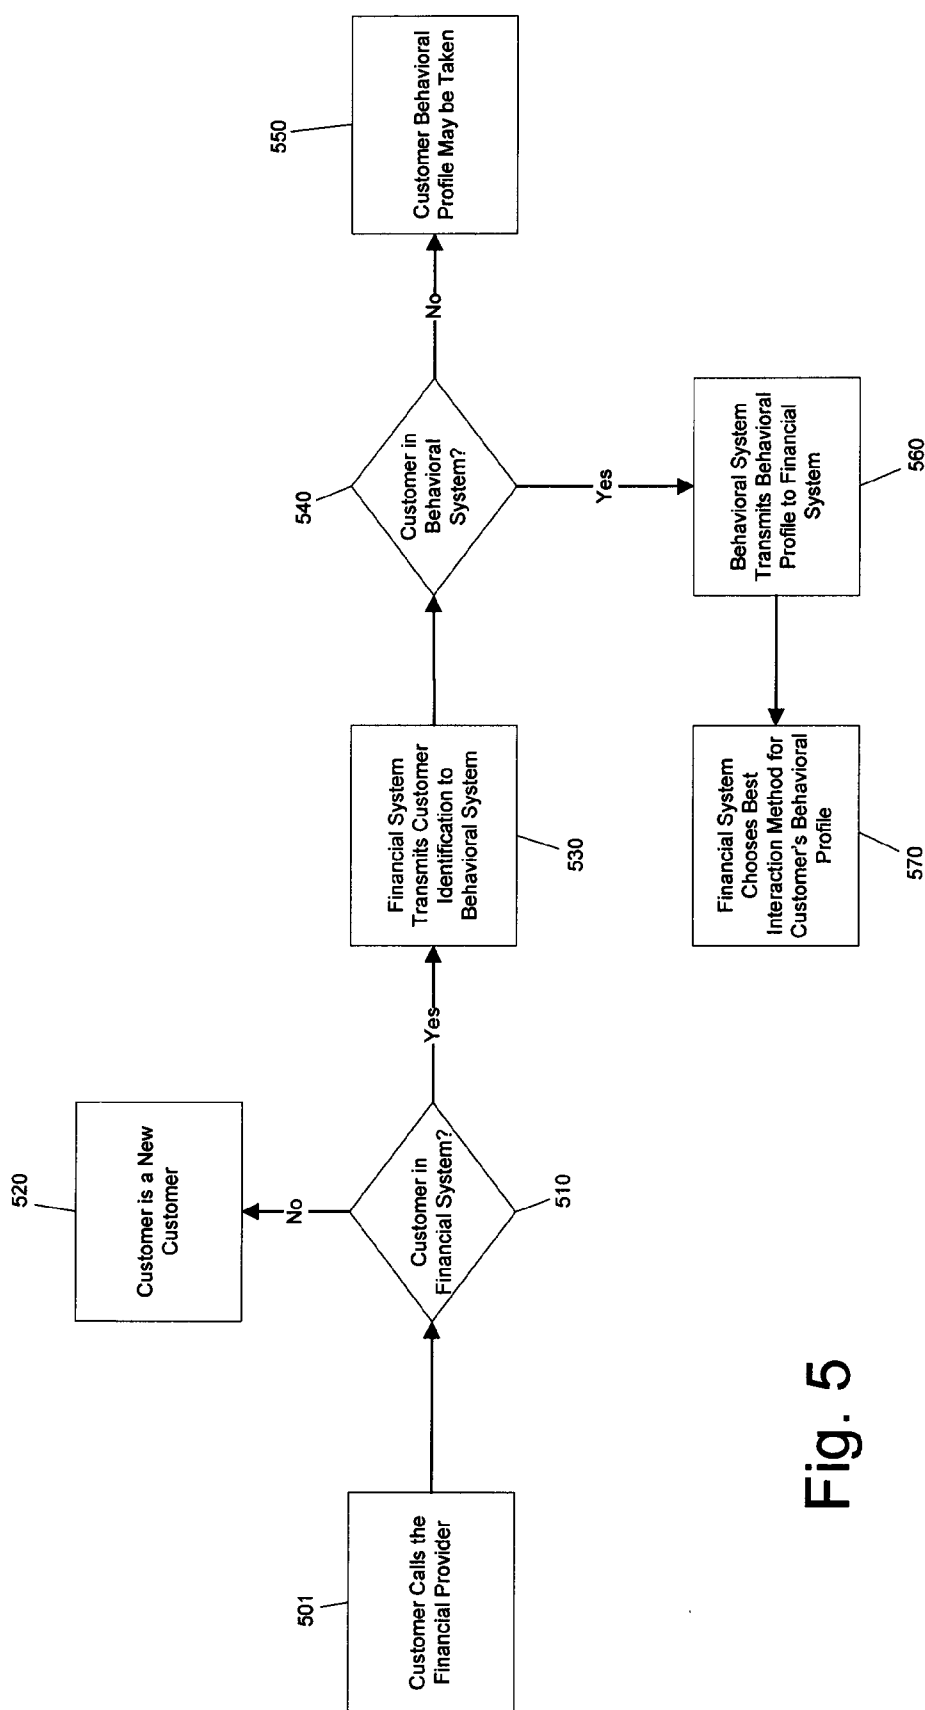 501
Customer Calls the
Financial Provider
Customer in
Financial System?
510
No
520
Customer is a New
Customer
Yes
Financial System
Transmits Customer
Identification to
Behavioral System
530
540
Customer in
Behavioral
System?
No
550
Customer Behavioral
Profile May be Taken
Yes
Behavioral System
Transmits Behavioral
Profile to Financial
System
560
Financial System
Chooses Best
Interaction Method for
Customer's Behavioral
Profile
570
Fig. 5